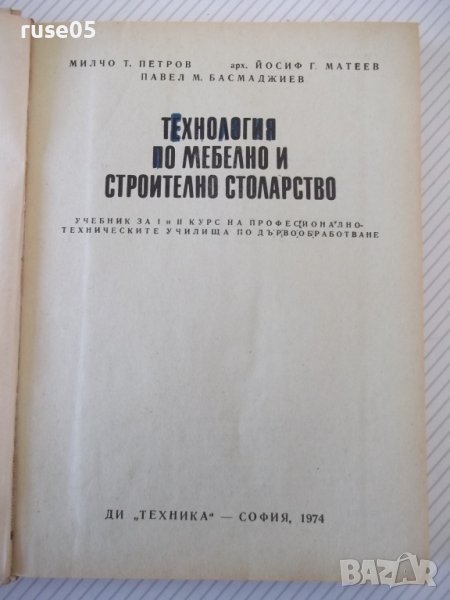 ruse05
МИЛЧО Т. ПЕТРОВ арх. ЙОСИФ Г. МАТЕЕВ
ПАВЕЛ М. БАСМАДЖИЕВ
ТЕХНОЛОГИЯ
ПО МЕБЕЛНО И
СТРОИТЕЛНО СТОЛАРСТВО
УЧЕБНИК ЗА I и II КУРС НА ПРОФЕСИОНАЛНО-
ТЕХНИЧЕСКИТЕ УЧИЛИЩА ПО ДЪРВООБРАБОТВАНЕ
ДИ „ТЕХНИКА“ — СОФИЯ, 1974
BAZAR